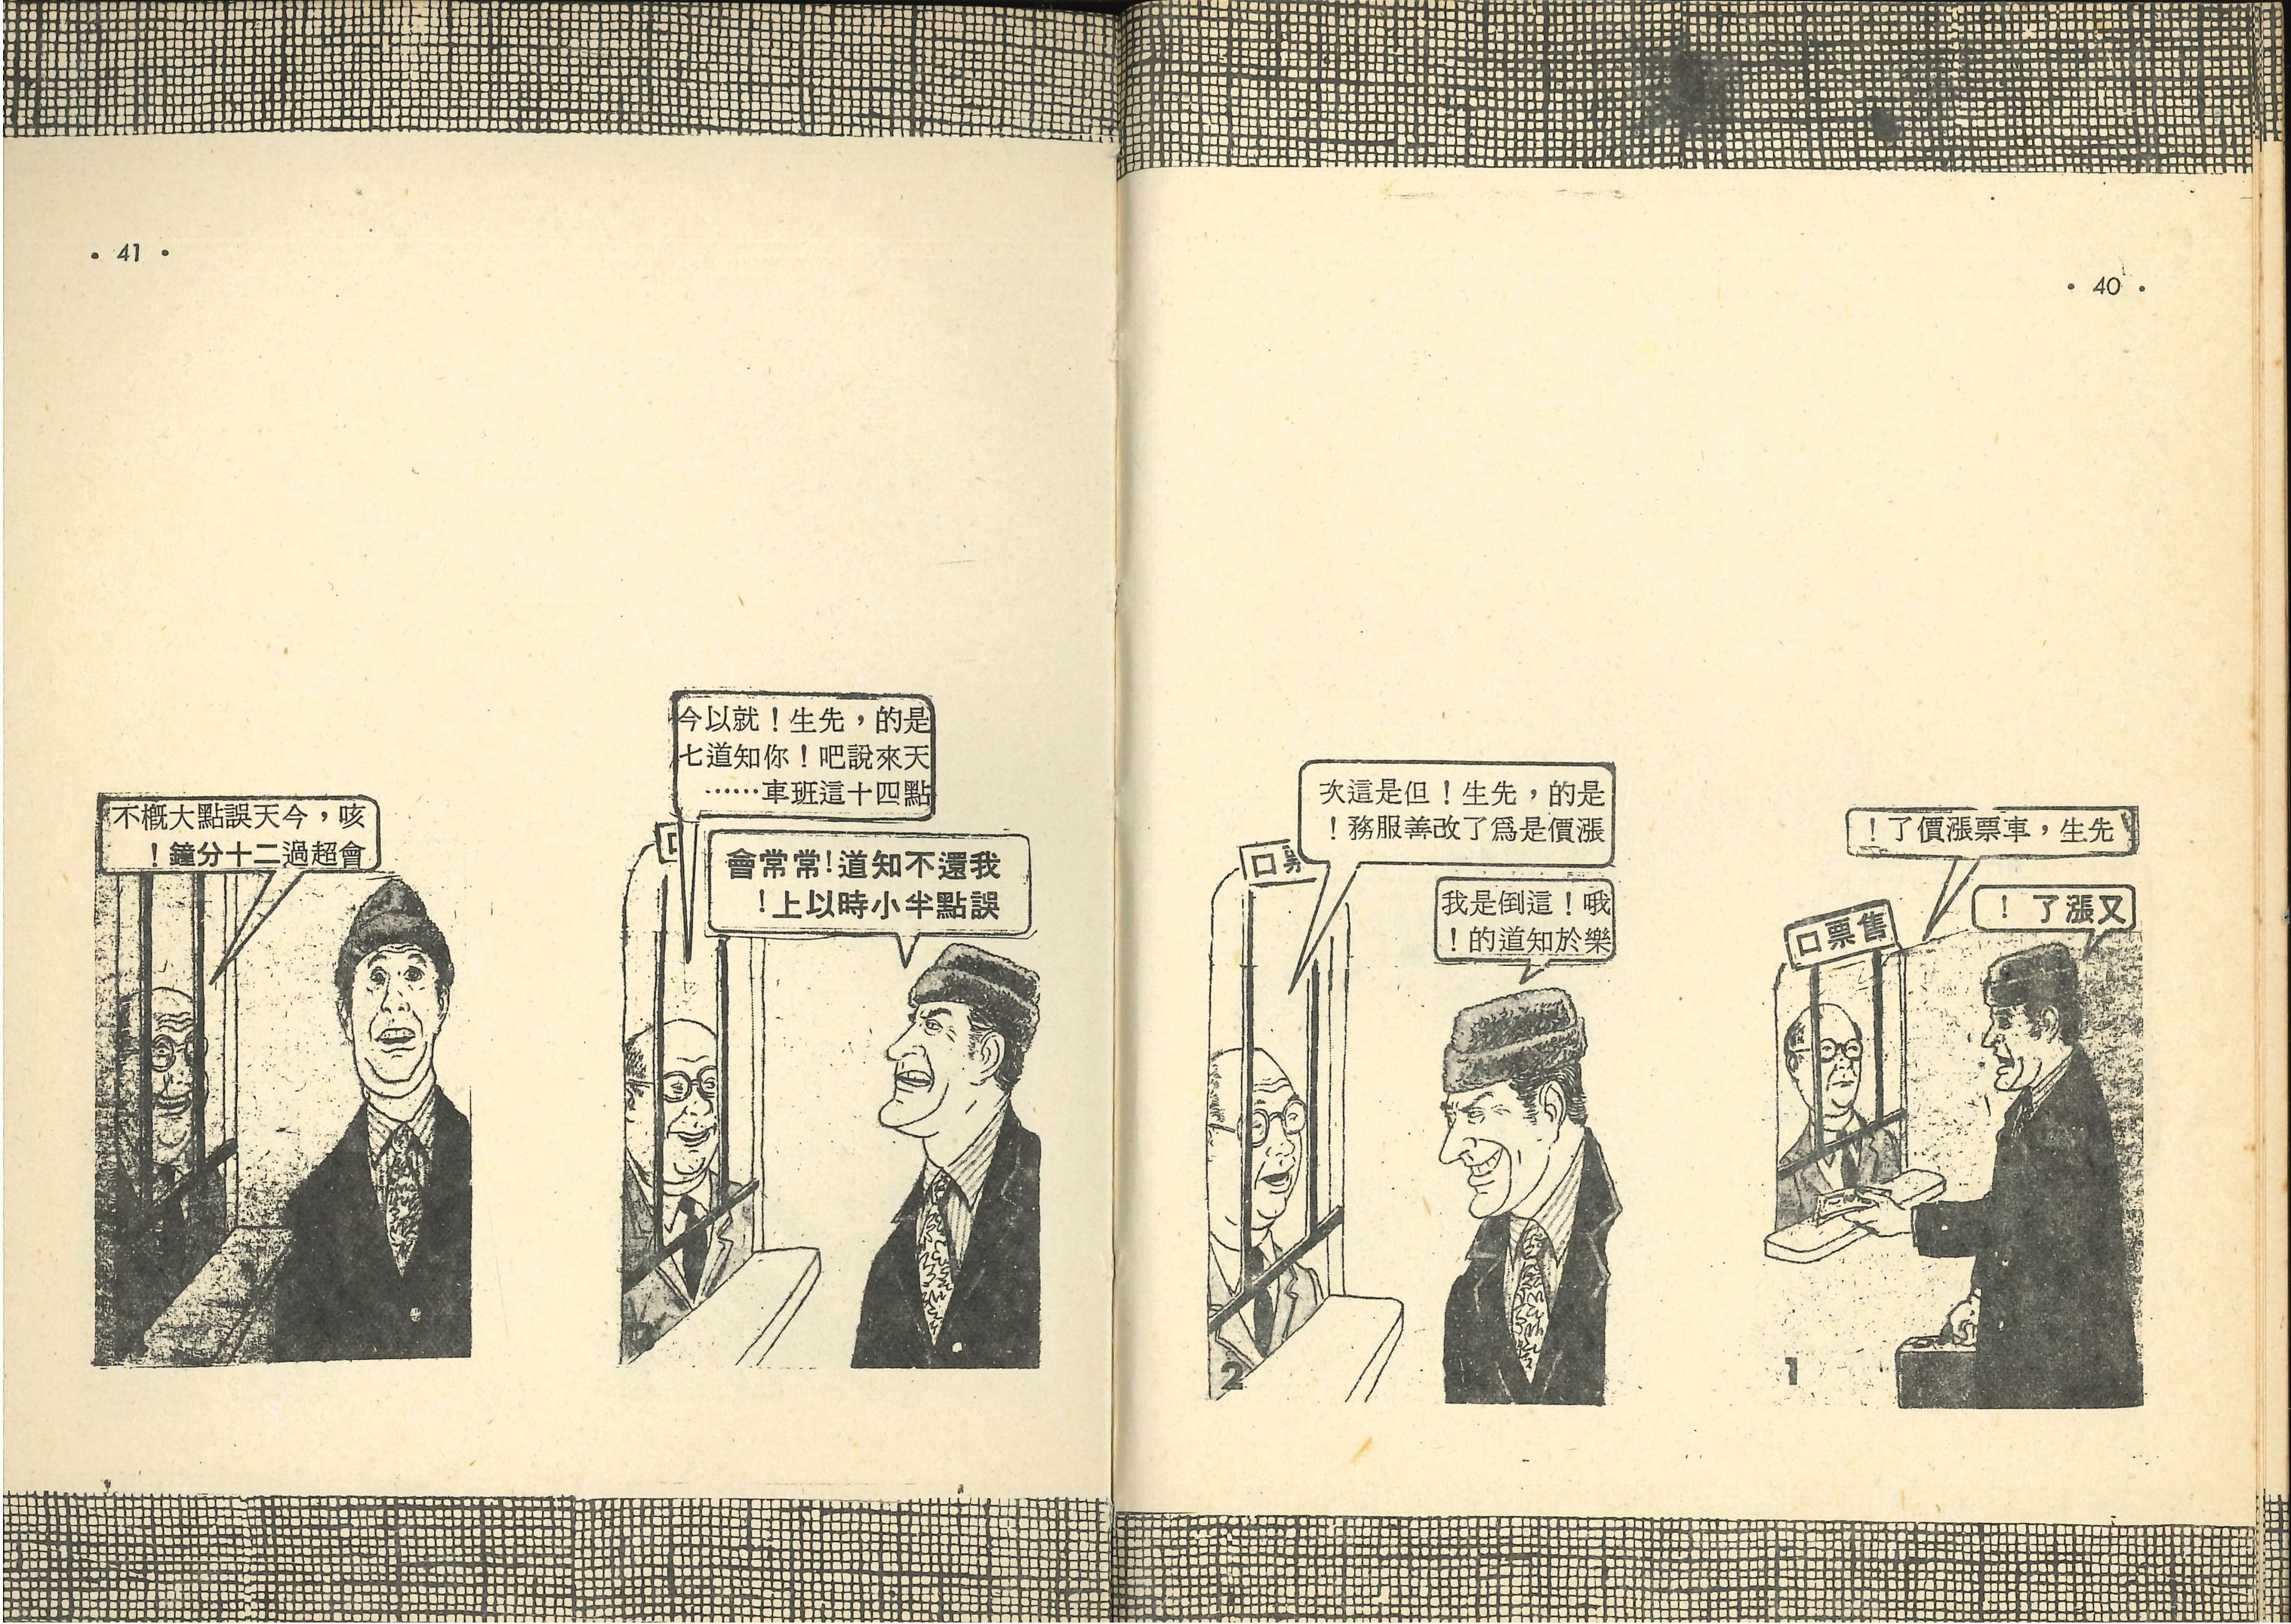 • 40 •
先生，車票漲價了！
又漲了！
售票口
1
是的，先生！但是這次
漲價是爲了改善服務！
哦！這倒是我
樂於知道的！
票口
2
• 41 •
是的，先生！就以今
天來說吧！你知道七
點四十這班車……
我還不知道！常常會
誤點半小時以上！
口
咳，今天誤點大概不
會超過二十分鐘！